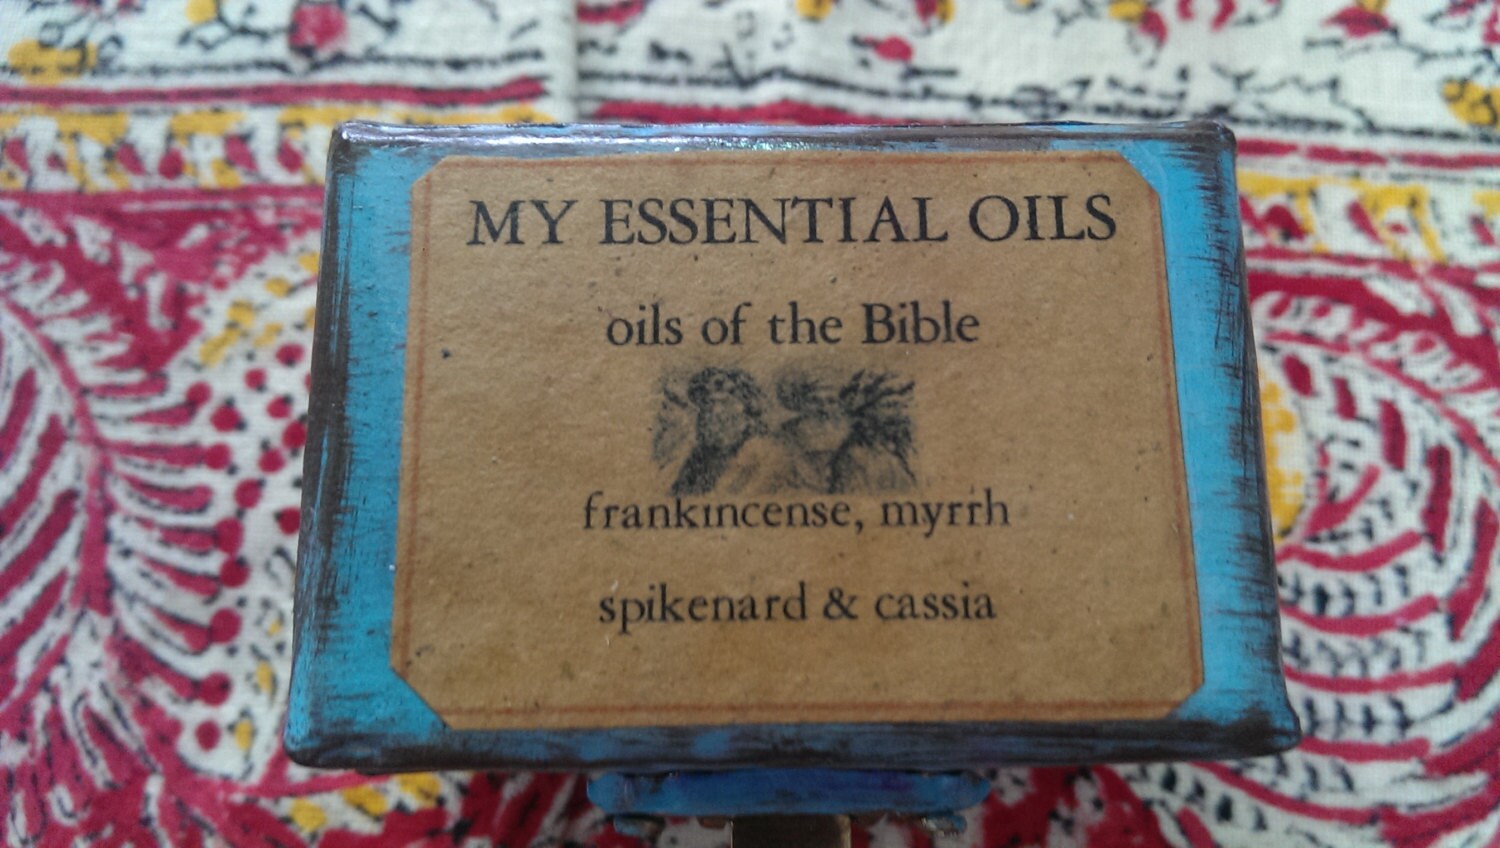 MY ESSENTIAL OILS
oils of the Bible
frankincense, myrrh
spikenard & cassia